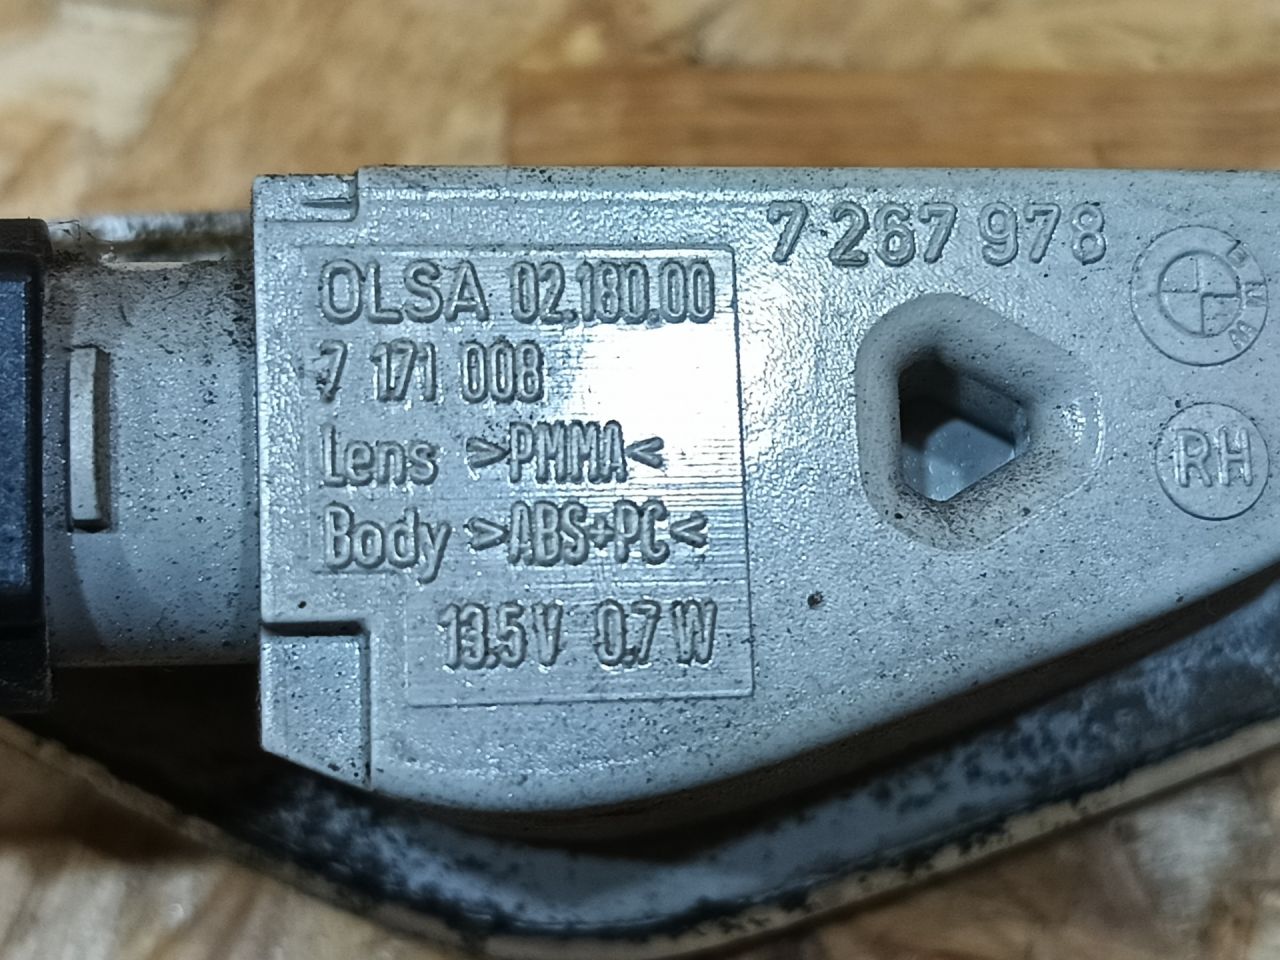 7 267 978
BMW
OLSA 02.180.00
7 171 008
Lens >PMMA<
Body >ABS+PC<
13.5V 0.7W
RH